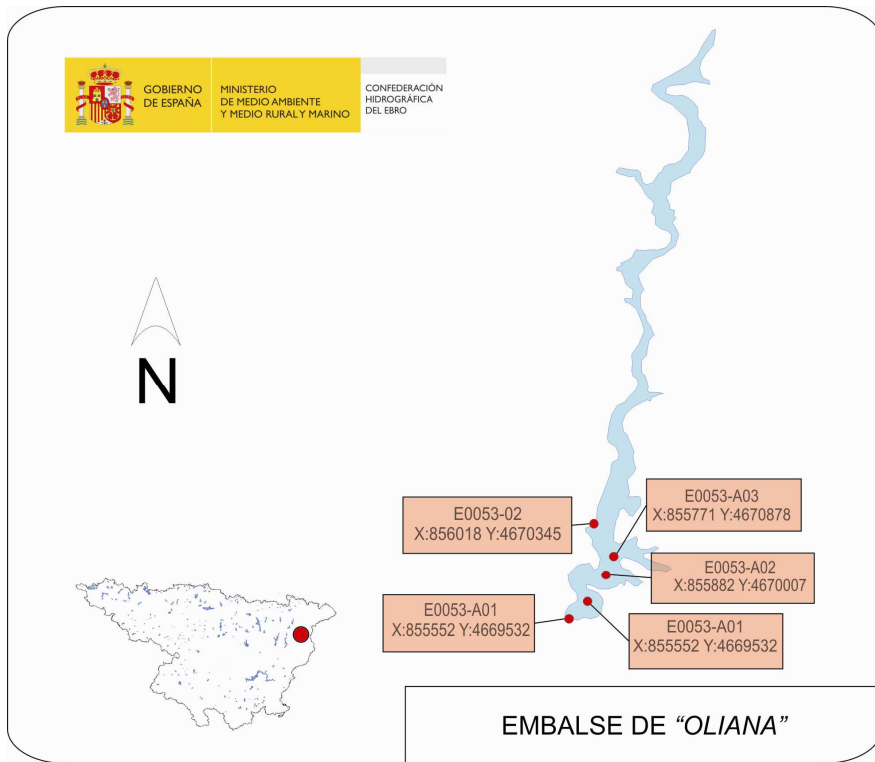 GOBIERNO
DE ESPAÑA
MINISTERIO
DE MEDIO AMBIENTE
Y MEDIO RURAL Y MARINO
CONFEDERACIÓN
HIDROGRÁFICA
DEL EBRO
N
E0053-02
X:856018 Y:4670345
E0053-A03
X:855771 Y:4670878
E0053-A02
X:855882 Y:4670007
E0053-A01
X:855552 Y:4669532
E0053-A01
X:855552 Y:4669532
EMBALSE DE "OLIANA"